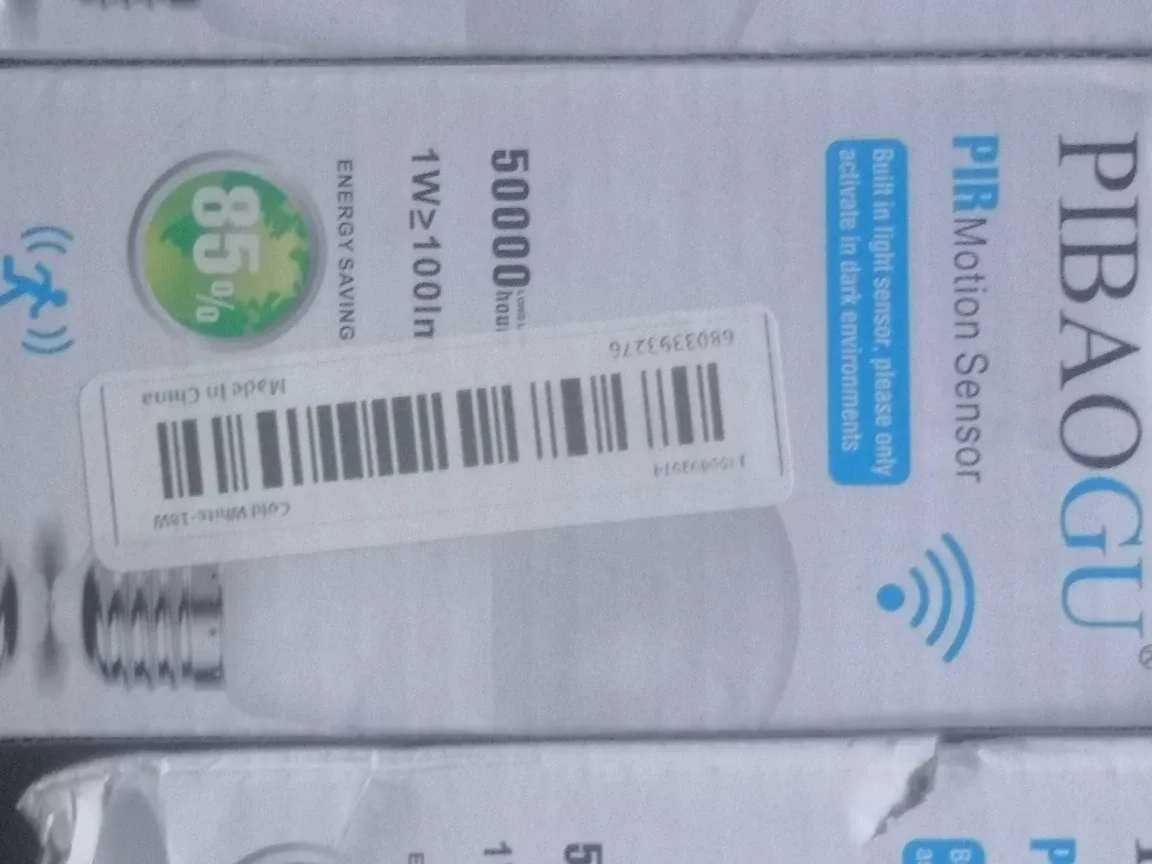 PIBAOGU®
PIR Motion Sensor
Built in light sensor, please only
activate in dark environments
50000
1W≥100lm
ENERGY SAVING
85%
6803393276
Made In China
Cold White-18W